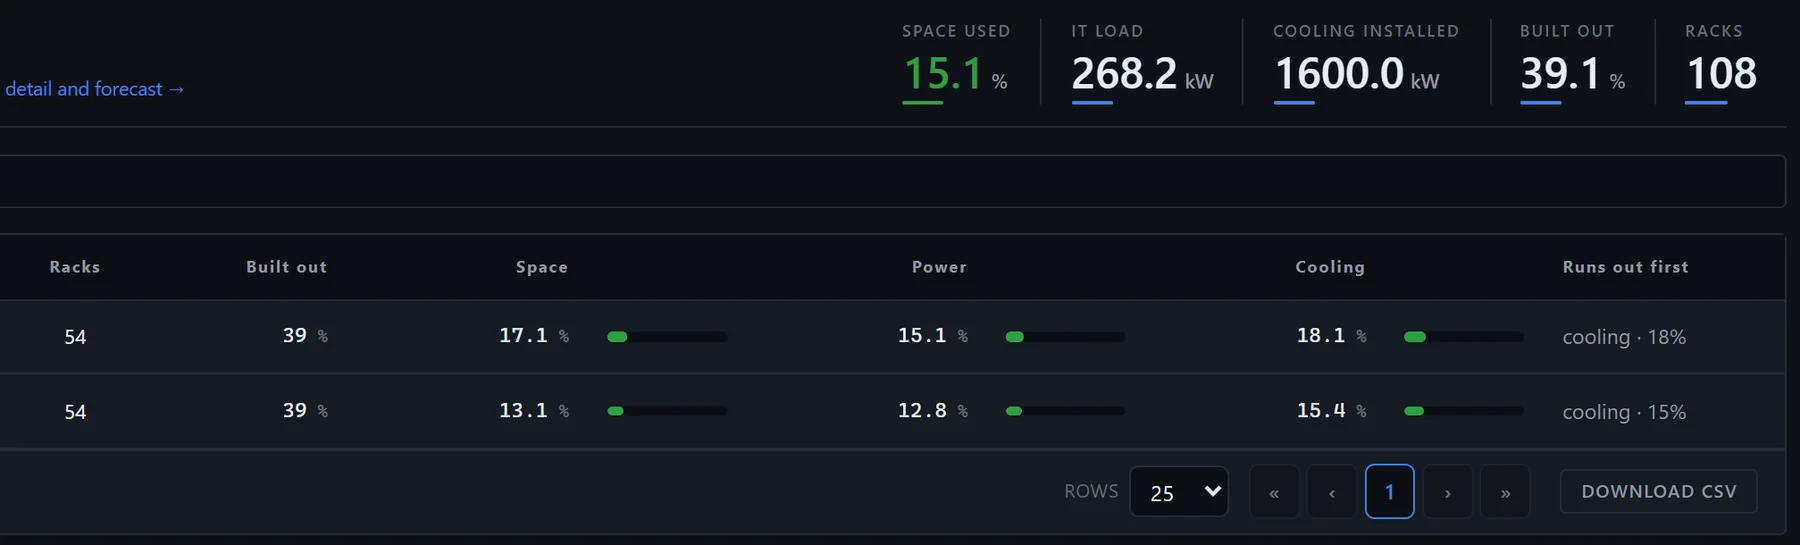 SPACE USED IT LOAD COOLING INSTALLED BUILT OUT RACKS
15.1 % 268.2 kW 1600.0 kW 39.1 % 108
detail and forecast →
Racks Built out Space Power Cooling Runs out first
54 39 % 17.1 % 15.1 % 18.1 % cooling · 18%
54 39 % 13.1 % 12.8 % 15.4 % cooling · 15%
ROWS 25 « ‹ 1 › » DOWNLOAD CSV